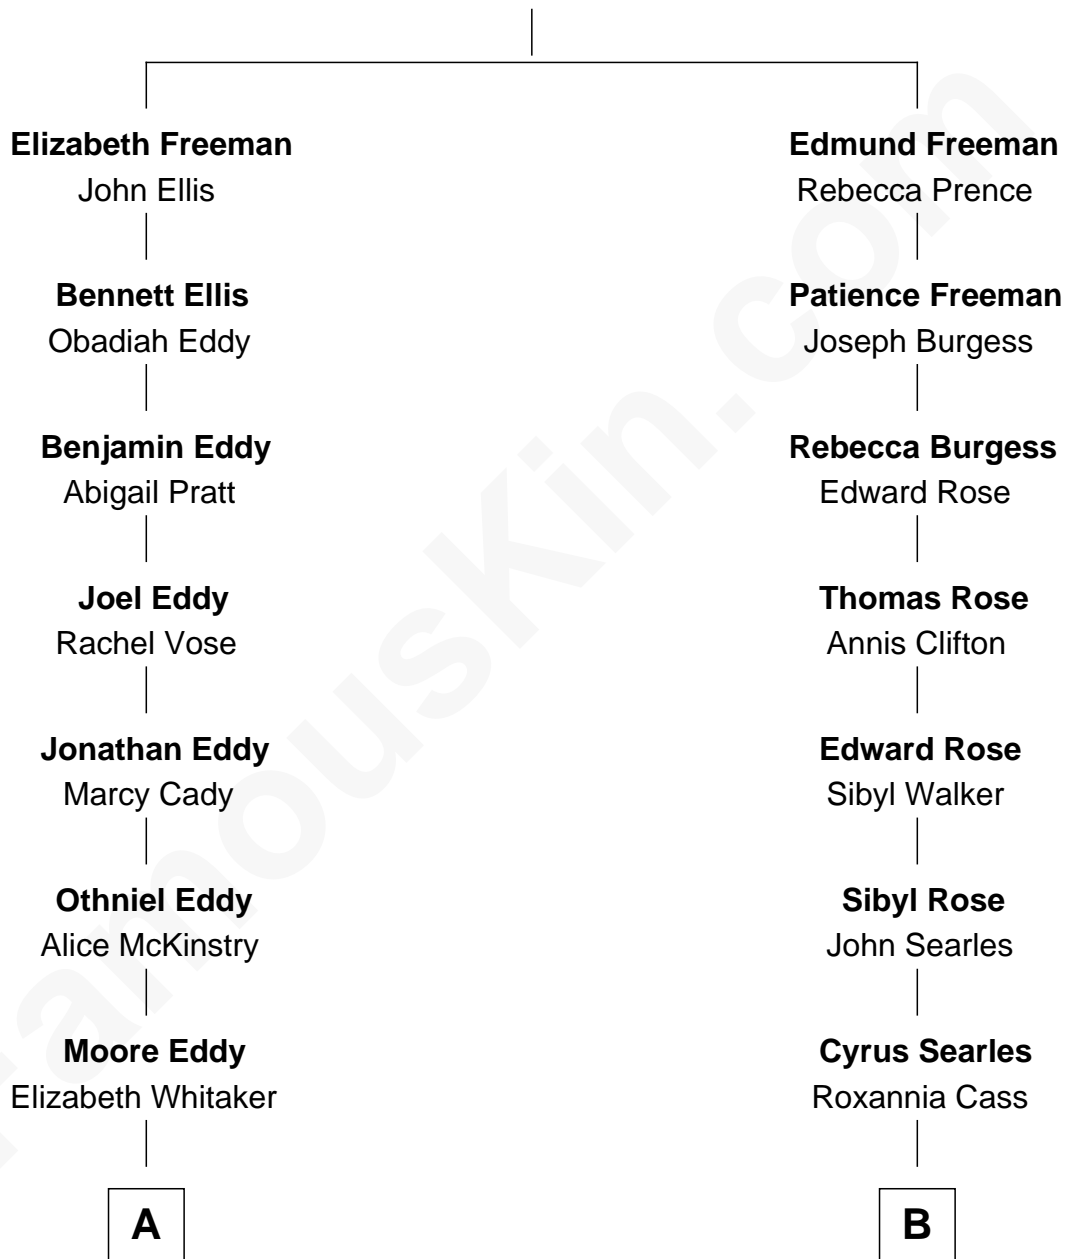 Elizabeth Freeman
John Ellis
Bennett Ellis
Obadiah Eddy
Benjamin Eddy
Abigail Pratt
Joel Eddy
Rachel Vose
Jonathan Eddy
Marcy Cady
Othniel Eddy
Alice McKinstry
Moore Eddy
Elizabeth Whitaker
A
Edmund Freeman
Rebecca Prence
Patience Freeman
Joseph Burgess
Rebecca Burgess
Edward Rose
Thomas Rose
Annis Clifton
Edward Rose
Sibyl Walker
Sibyl Rose
John Searles
Cyrus Searles
Roxannia Cass
B
FamousKin.com